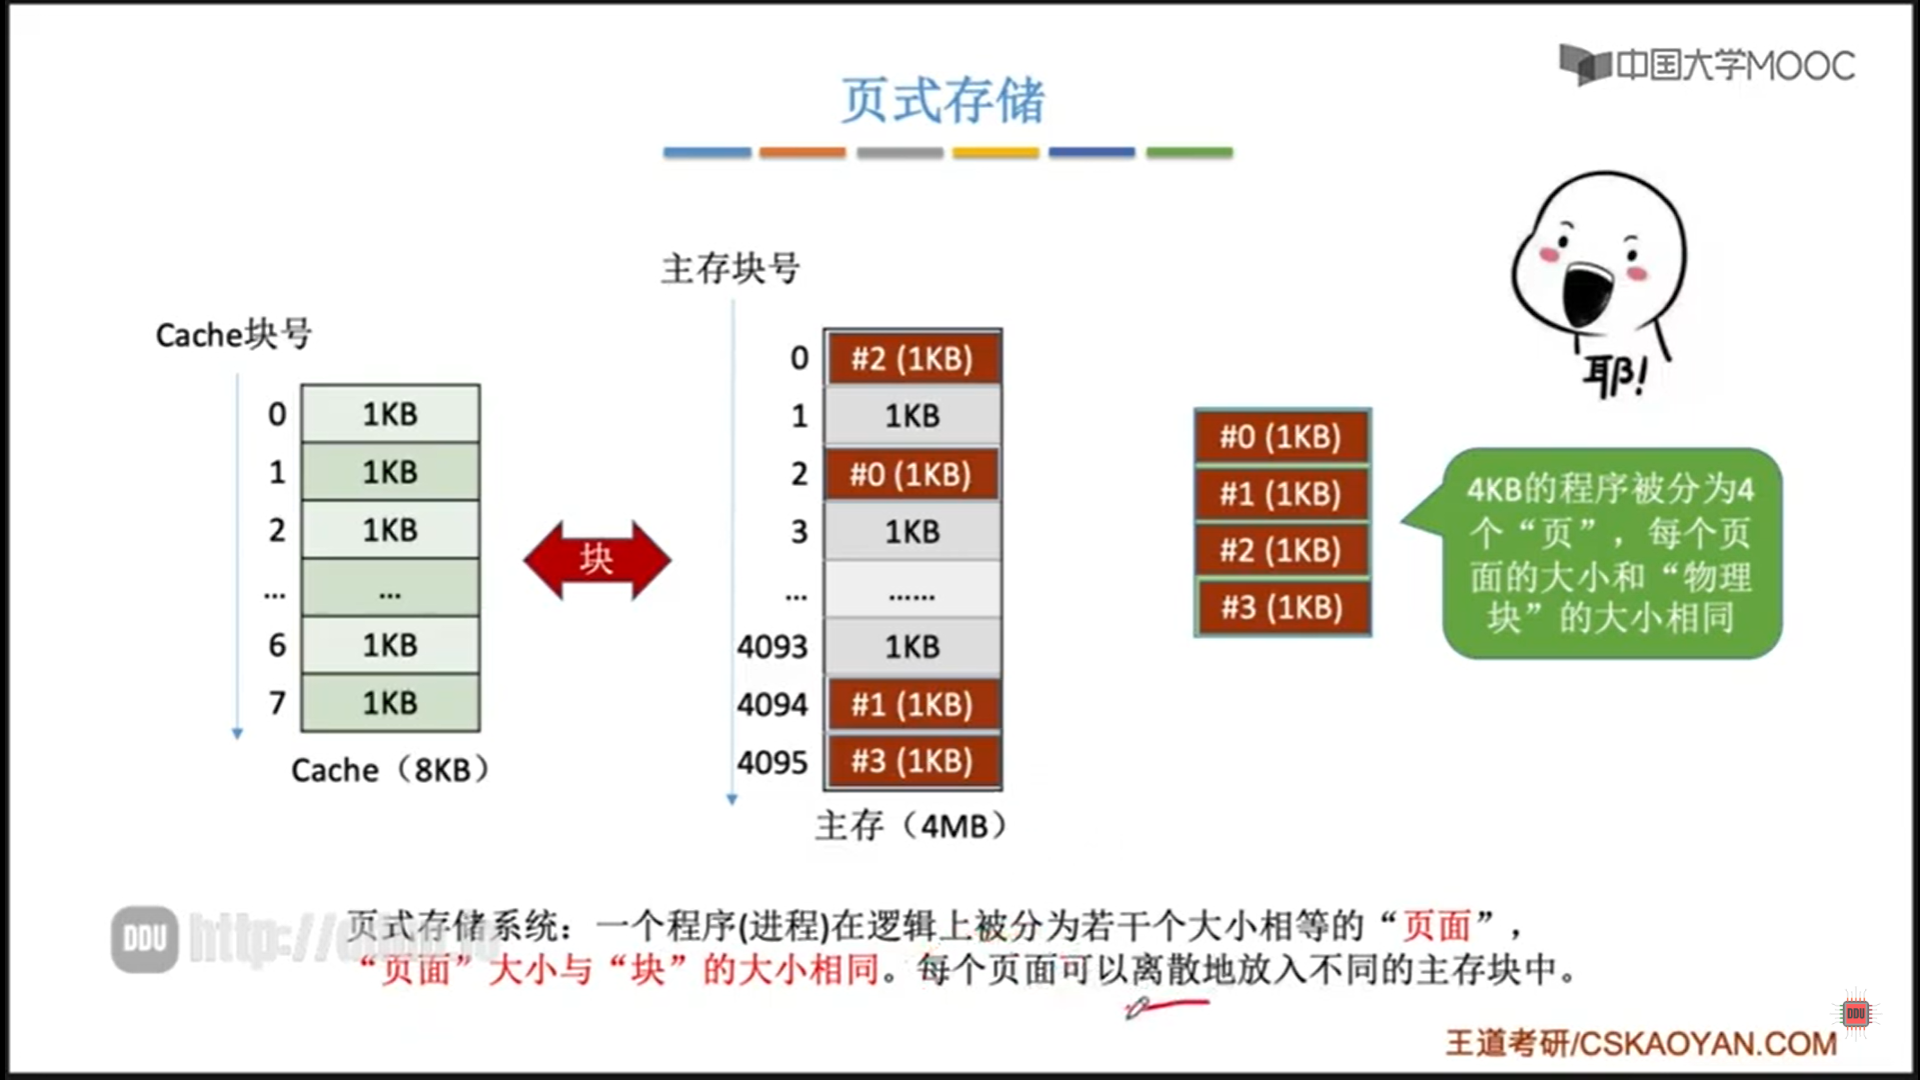 中国大学MOOC
页式存储
主存块号
Cache块号
0 1KB
1 1KB
2 1KB
... ...
6 1KB
7 1KB
Cache（8KB）
块
0 #2 (1KB)
1 1KB
2 #0 (1KB)
3 1KB
... ......
4093 1KB
4094 #1 (1KB)
4095 #3 (1KB)
主存（4MB）
#0 (1KB)
#1 (1KB)
#2 (1KB)
#3 (1KB)
耶!
4KB的程序被分为4
个“页”，每个页
面的大小和“物理
块”的大小相同
DDU http://
页式存储系统：一个程序(进程)在逻辑上被分为若干个大小相等的“页面”，
“页面”大小与“块”的大小相同。每个页面可以离散地放入不同的主存块中。
DDU
王道考研/CSKAOYAN.COM